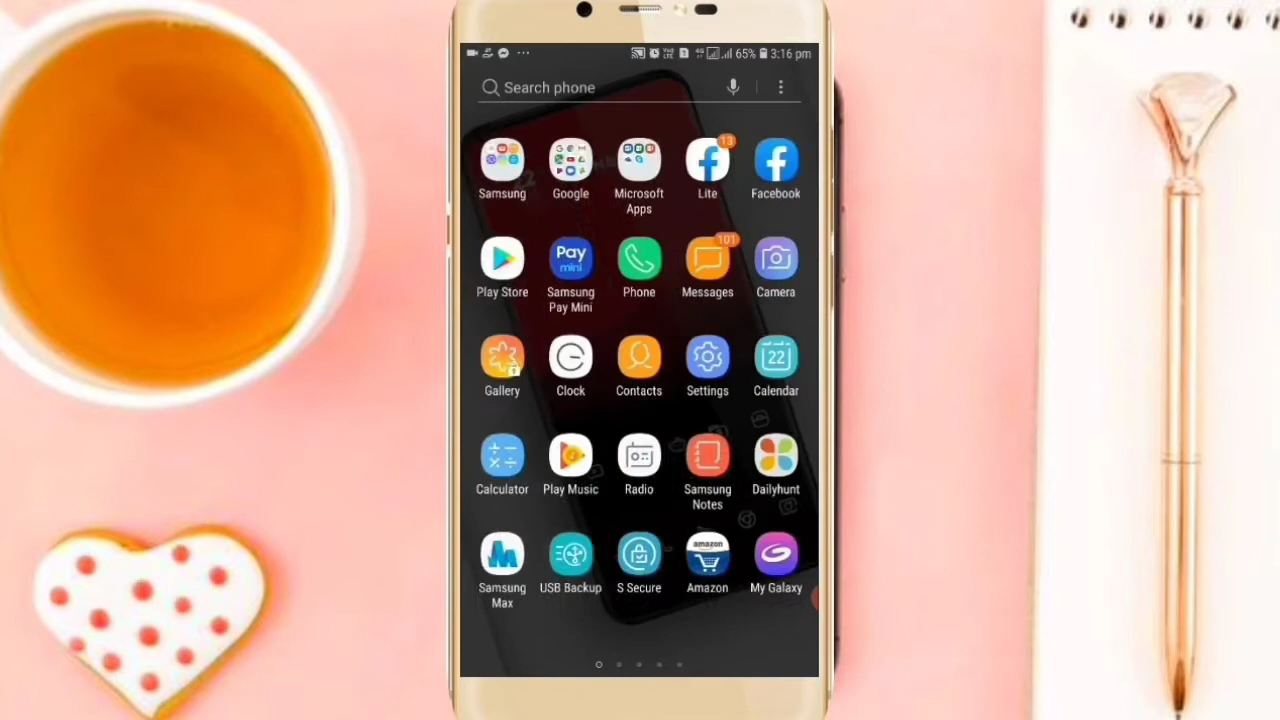 65% 3:16 pm
Search phone
13
Samsung Google Microsoft Apps Lite Facebook
101
Pay mini
Play Store Samsung Pay Mini Phone Messages Camera
22
Gallery Clock Contacts Settings Calendar
Calculator Play Music Radio Samsung Notes Dailyhunt
amazon
Samsung Max USB Backup S Secure Amazon My Galaxy